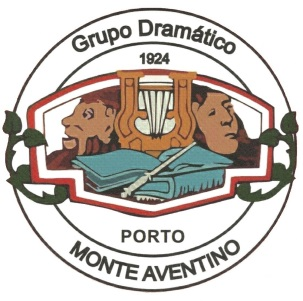 Grupo Dramático
1924
PORTO
MONTE AVENTINO